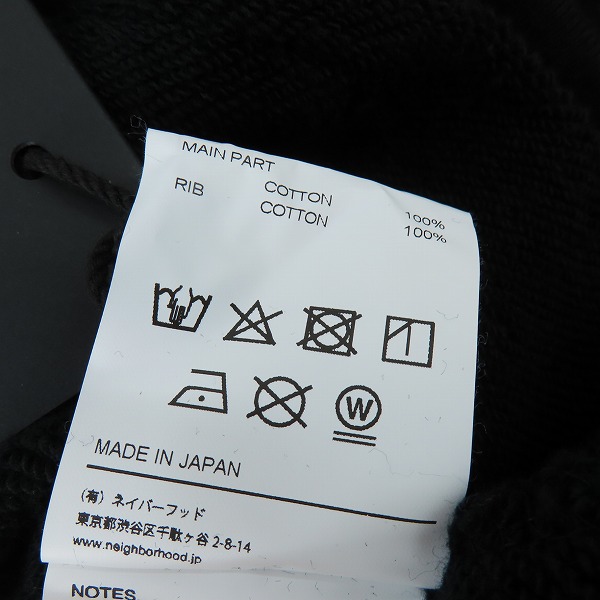 MAIN PART
COTTON 100%
RIB COTTON 100%
W
MADE IN JAPAN
(有) ネイバーフッド
東京都渋谷区千駄ヶ谷 2-8-14
www.neighborhood.jp
NOTES